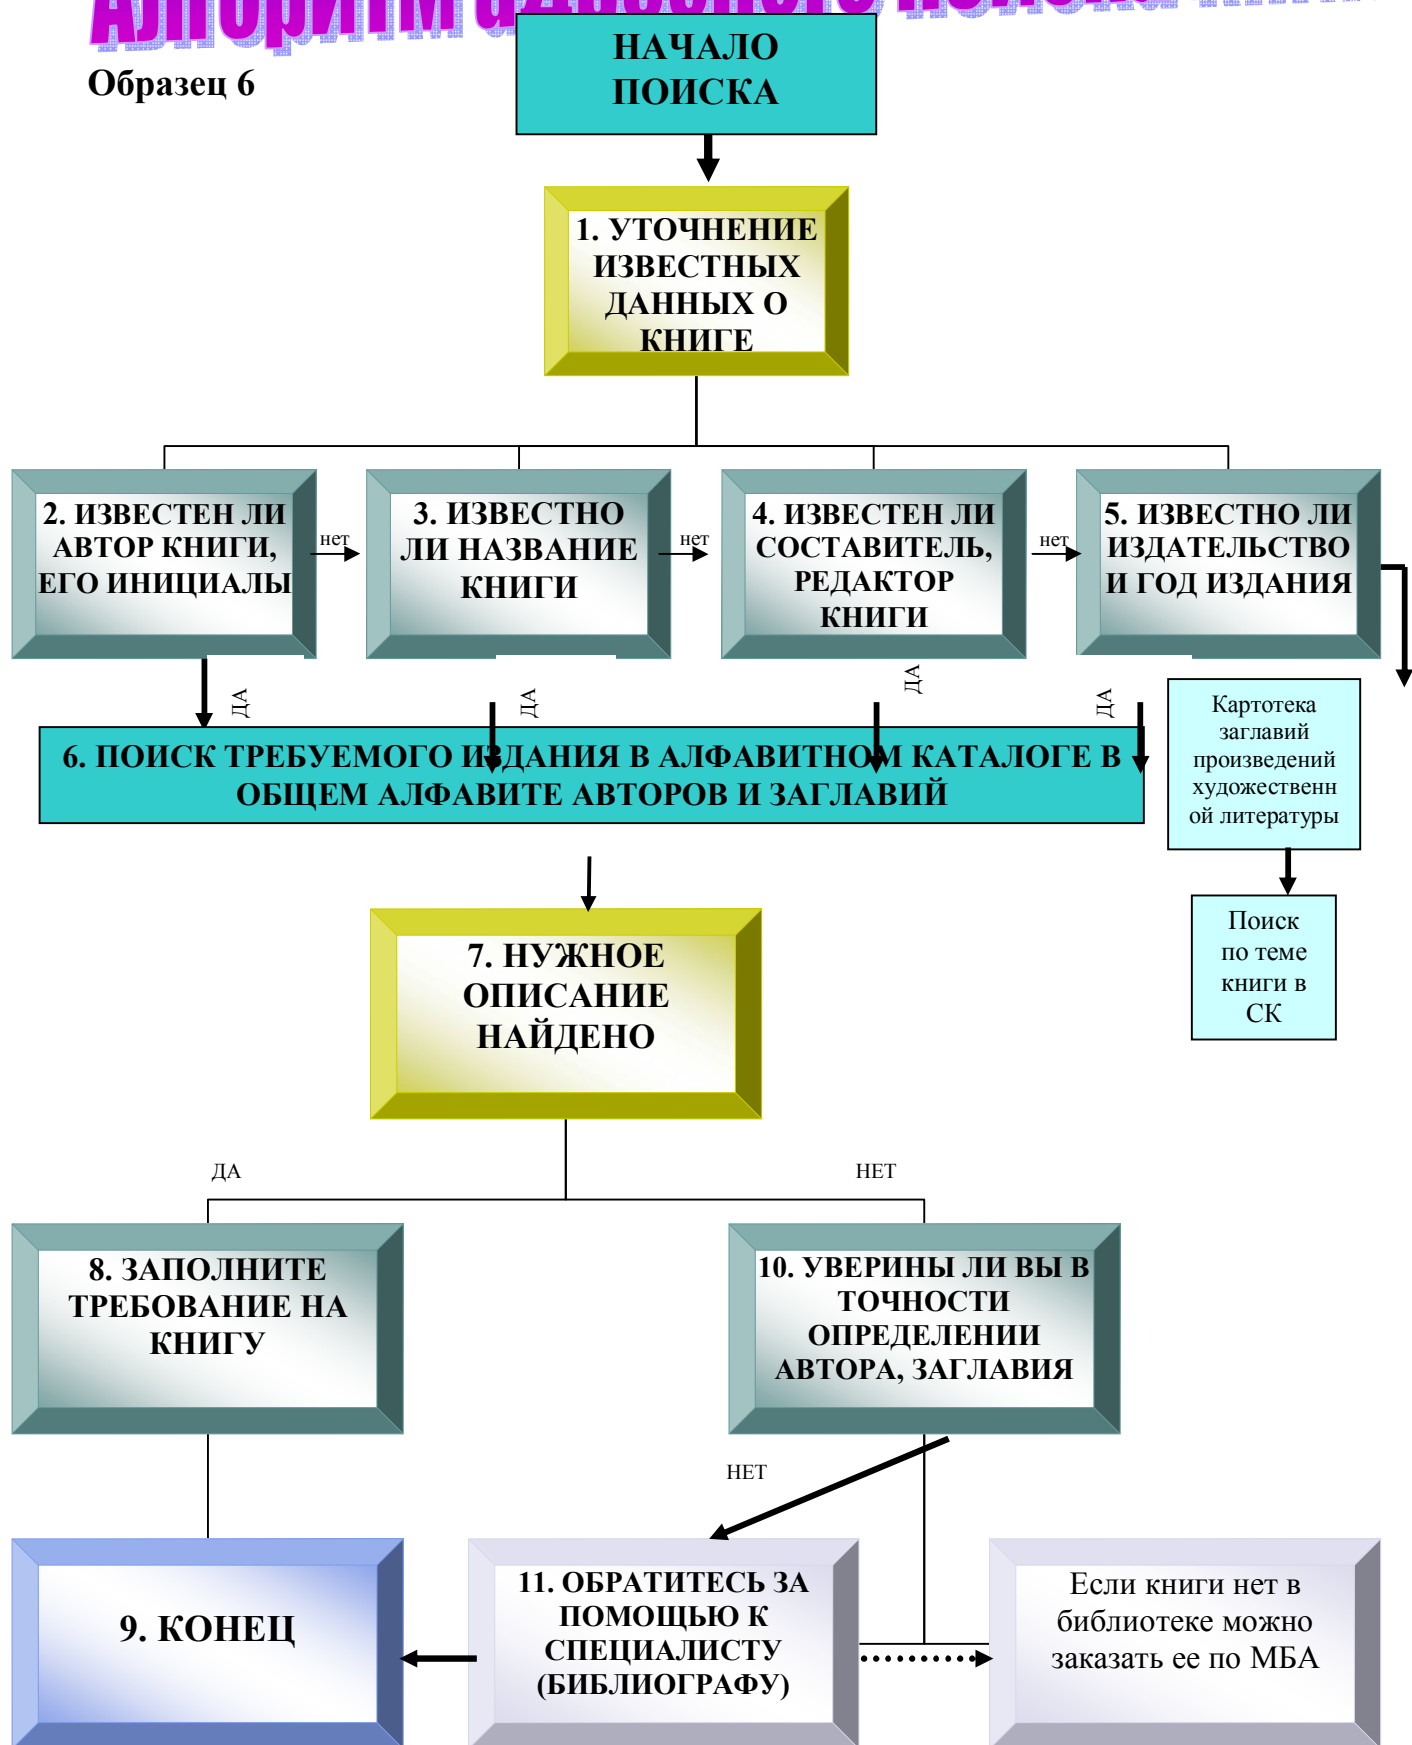 Алгоритм адресного поиска
НАЧАЛО
ПОИСКА
Образец 6
1. УТОЧНЕНИЕ
ИЗВЕСТНЫХ
ДАННЫХ О
КНИГЕ
2. ИЗВЕСТЕН ЛИ
АВТОР КНИГИ,
ЕГО ИНИЦИАЛЫ
нет
3. ИЗВЕСТНО
ЛИ НАЗВАНИЕ
КНИГИ
нет
4. ИЗВЕСТЕН ЛИ
СОСТАВИТЕЛЬ,
РЕДАКТОР
КНИГИ
нет
5. ИЗВЕСТНО ЛИ
ИЗДАТЕЛЬСТВО
И ГОД ИЗДАНИЯ
ДА
ДА
ДА
ДА
6. ПОИСК ТРЕБУЕМОГО ИЗДАНИЯ В АЛФАВИТНОМ КАТАЛОГЕ В
ОБЩЕМ АЛФАВИТЕ АВТОРОВ И ЗАГЛАВИЙ
Картотека
заглавий
произведений
художественн
ой литературы
Поиск
по теме
книги в
СК
7. НУЖНОЕ
ОПИСАНИЕ
НАЙДЕНО
ДА
НЕТ
8. ЗАПОЛНИТЕ
ТРЕБОВАНИЕ НА
КНИГУ
10. УВЕРИНЫ ЛИ ВЫ В
ТОЧНОСТИ
ОПРЕДЕЛЕНИИ
АВТОРА, ЗАГЛАВИЯ
НЕТ
9. КОНЕЦ
11. ОБРАТИТЕСЬ ЗА
ПОМОЩЬЮ К
СПЕЦИАЛИСТУ
(БИБЛИОГРАФУ)
Если книги нет в
библиотеке можно
заказать ее по МБА